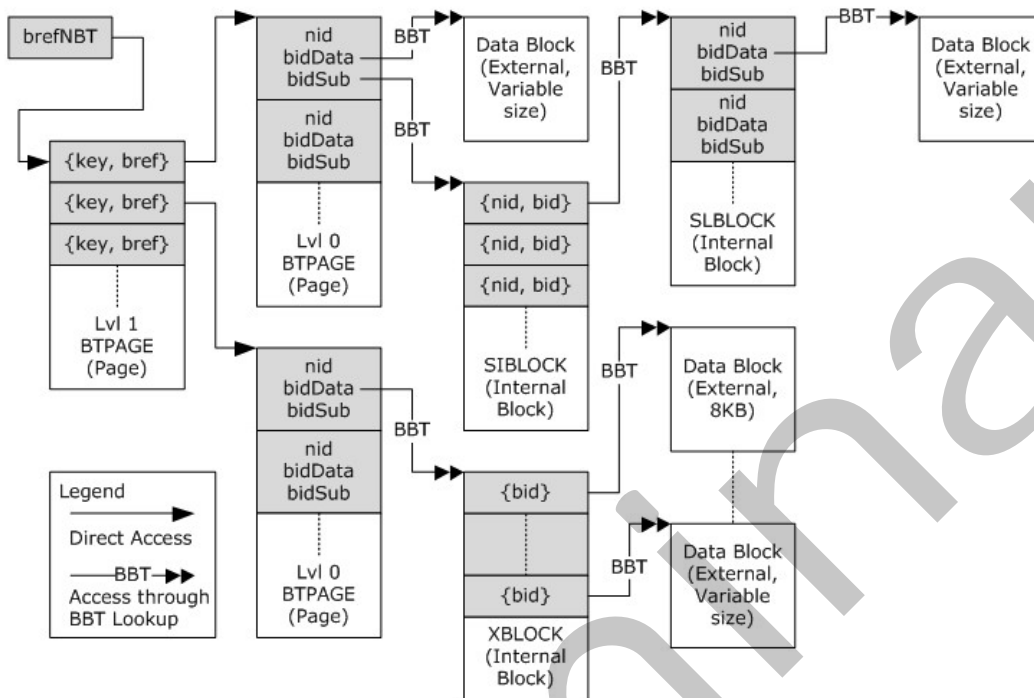 brefNBT
{key, bref}
{key, bref}
{key, bref}
Lvl 1
BTPAGE
(Page)
nid
bidData
bidSub
nid
bidData
bidSub
Lvl 0
BTPAGE
(Page)
BBT
BBT
Data Block
(External,
Variable
size)
{nid, bid}
{nid, bid}
{nid, bid}
SIBLOCK
(Internal
Block)
BBT
nid
bidData
bidSub
nid
bidData
bidSub
SLBLOCK
(Internal
Block)
BBT
Data Block
(External,
Variable
size)
nid
bidData
bidSub
nid
bidData
bidSub
Lvl 0
BTPAGE
(Page)
BBT
{bid}
{bid}
XBLOCK
(Internal
Block)
BBT
Data Block
(External,
8KB)
BBT
Data Block
(External,
Variable
size)
Legend
Direct Access
BBT
Access through
BBT Lookup